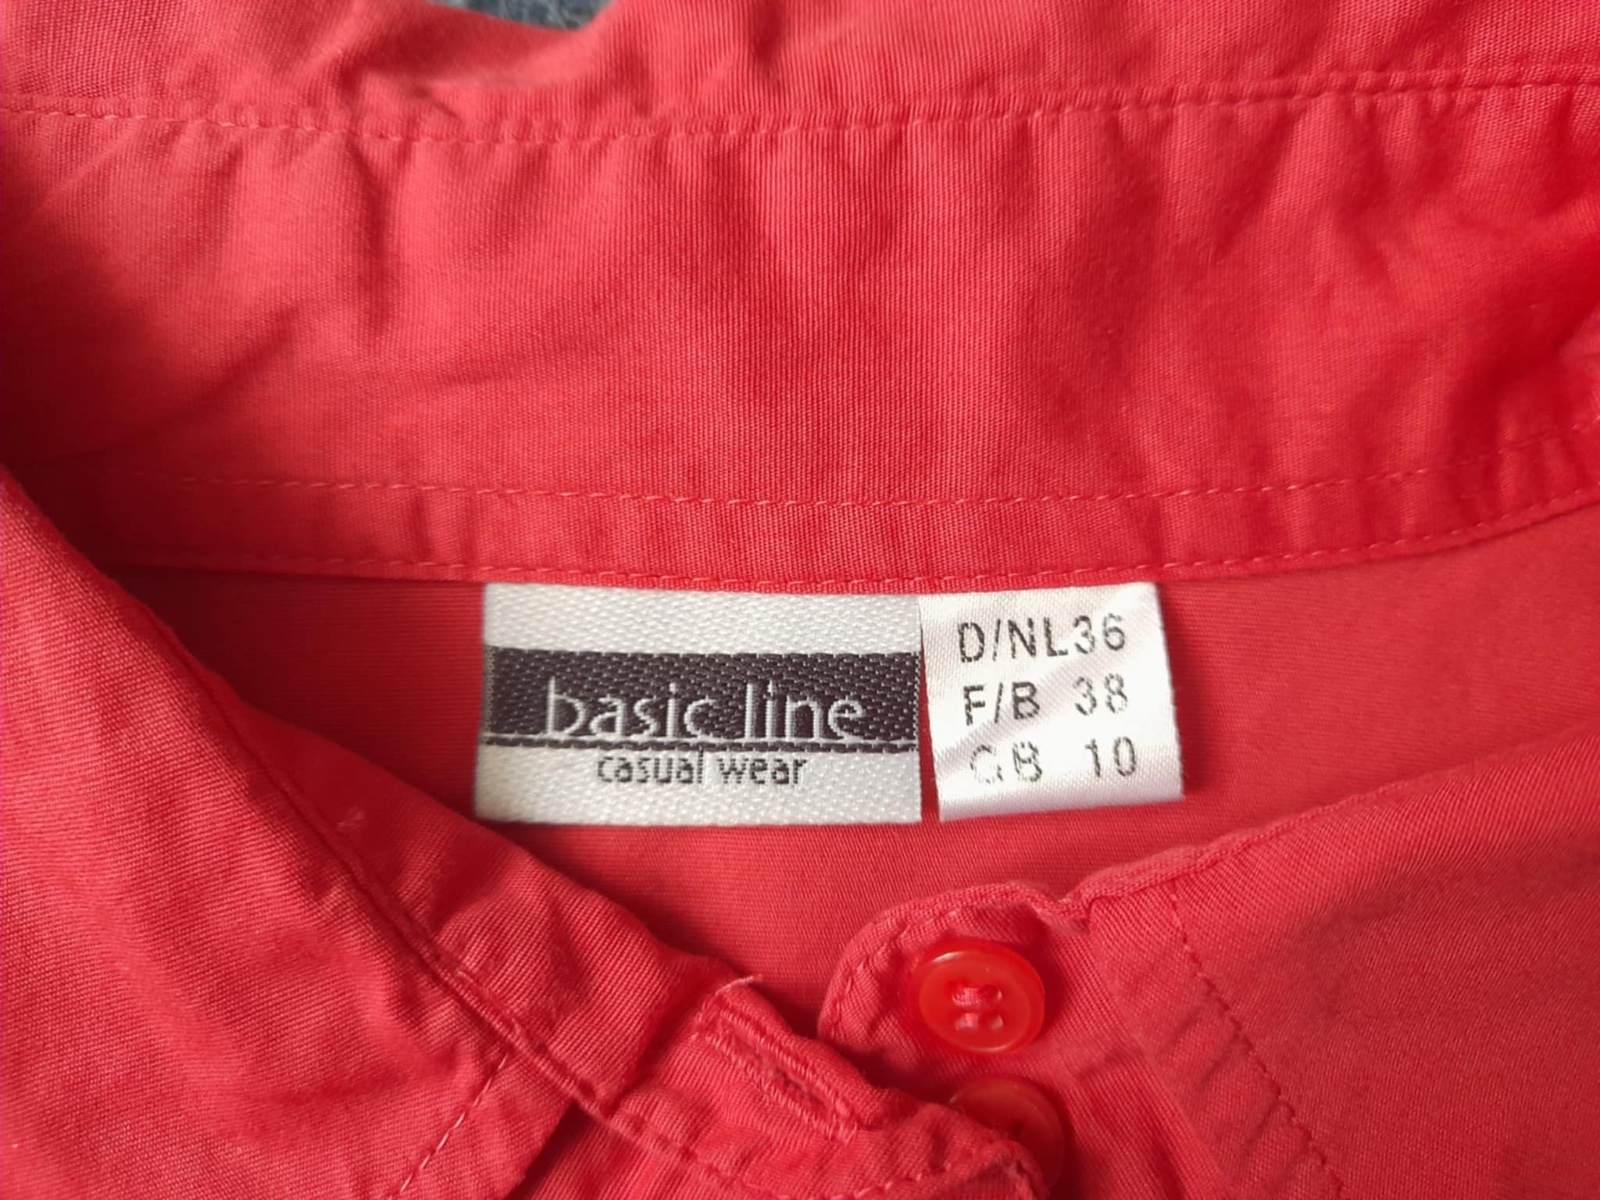 basic line
casual wear
D/NL36
F/B 38
GB 10